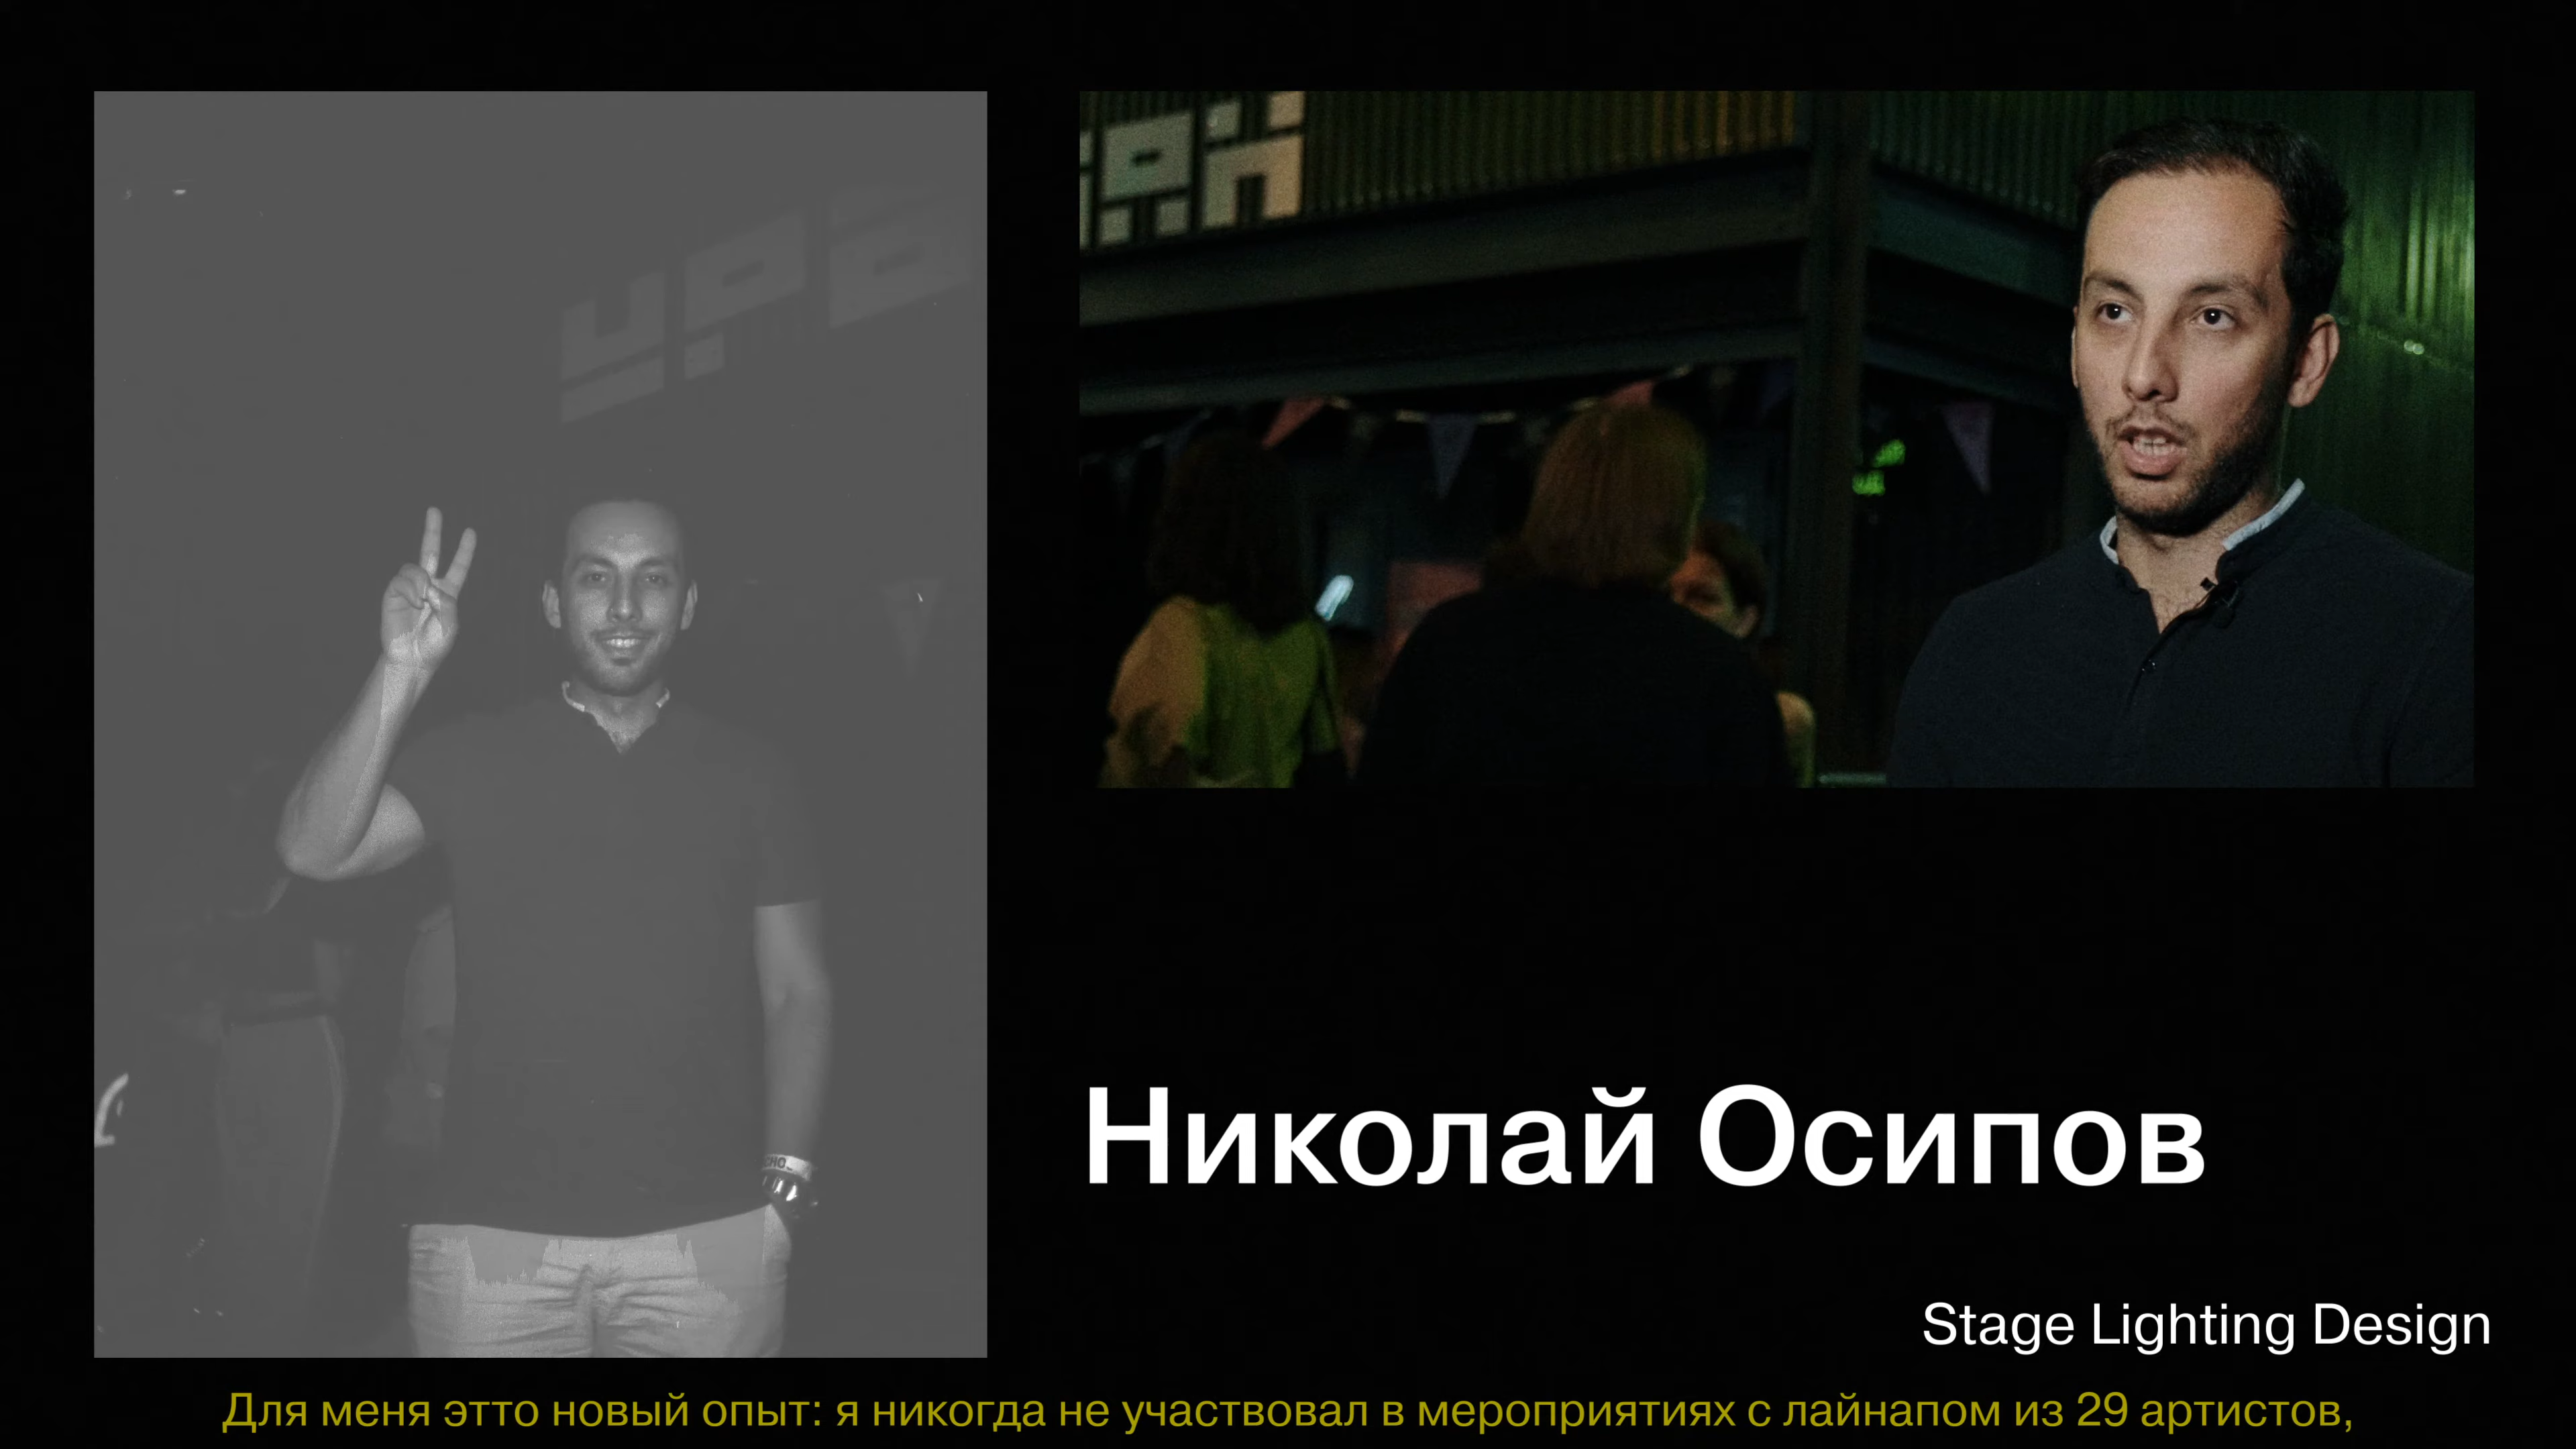 Николай Осипов
Stage Lighting Design
Для меня этто новый опыт: я никогда не участвовал в мероприятиях с лайнапом из 29 артистов,